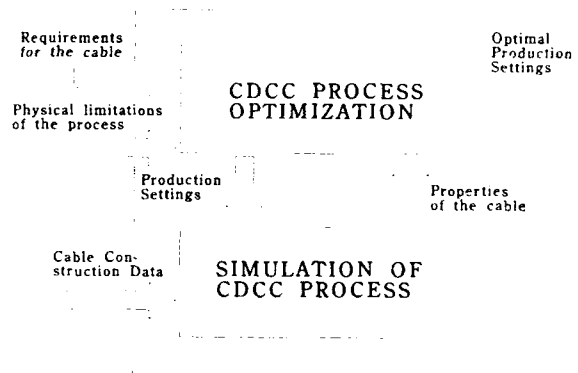 Requirements
for the cable
Physical limitations
of the process
CDCC PROCESS
OPTIMIZATION
Optimal
Production
Settings
Production
Settings
Properties
of the cable
Cable Con-
struction Data
SIMULATION OF
CDCC PROCESS